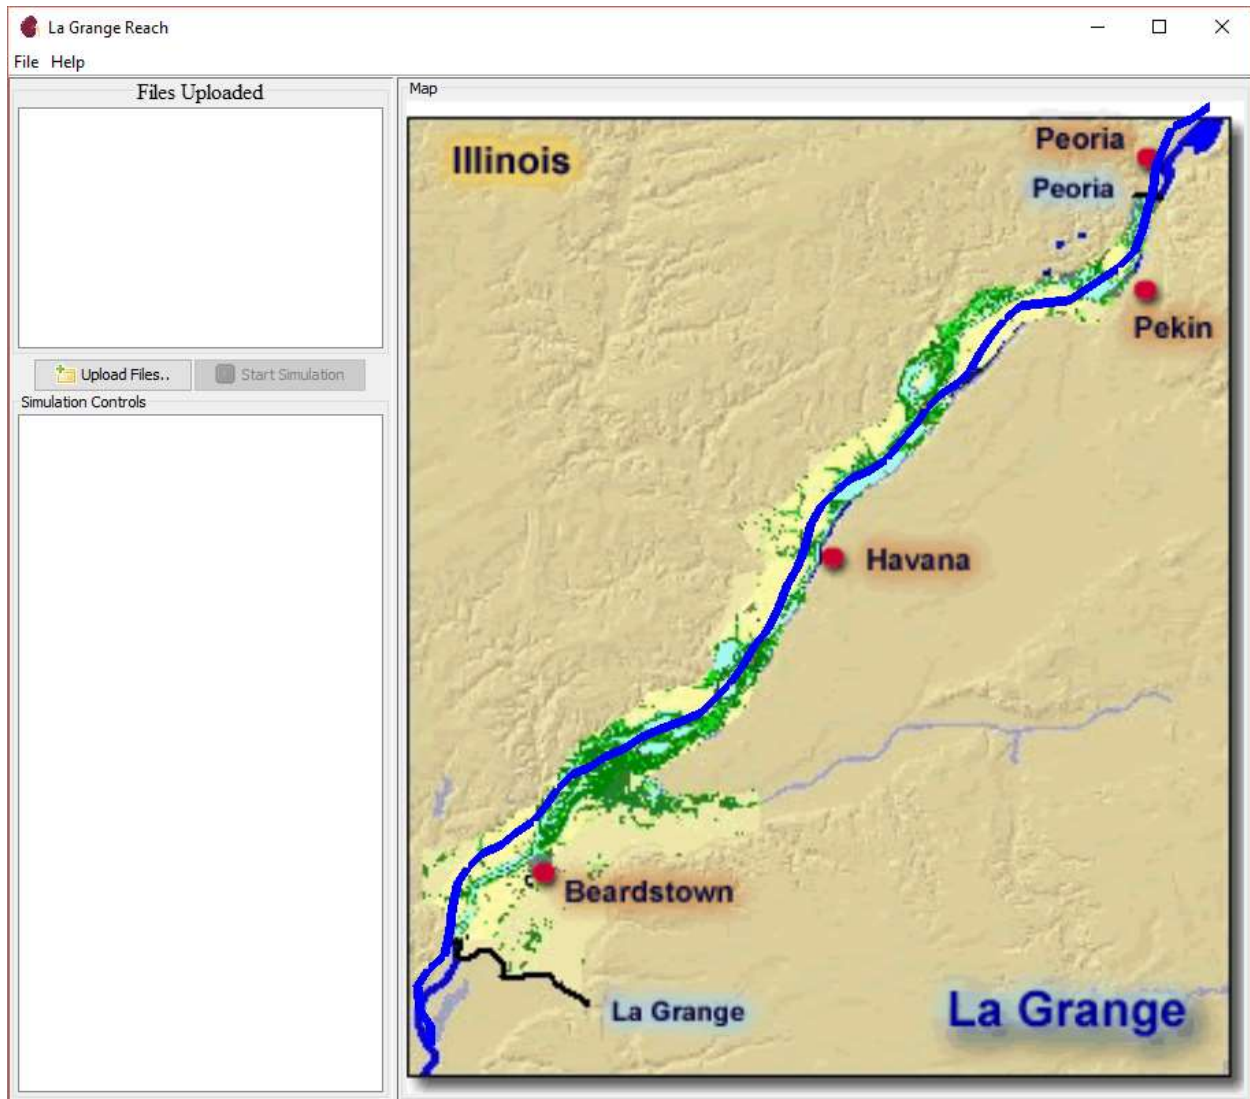 La Grange Reach
File Help
Files Uploaded
Upload Files..
Start Simulation
Simulation Controls
Map
Illinois
Peoria
Peoria
Pekin
Havana
Beardstown
La Grange
La Grange